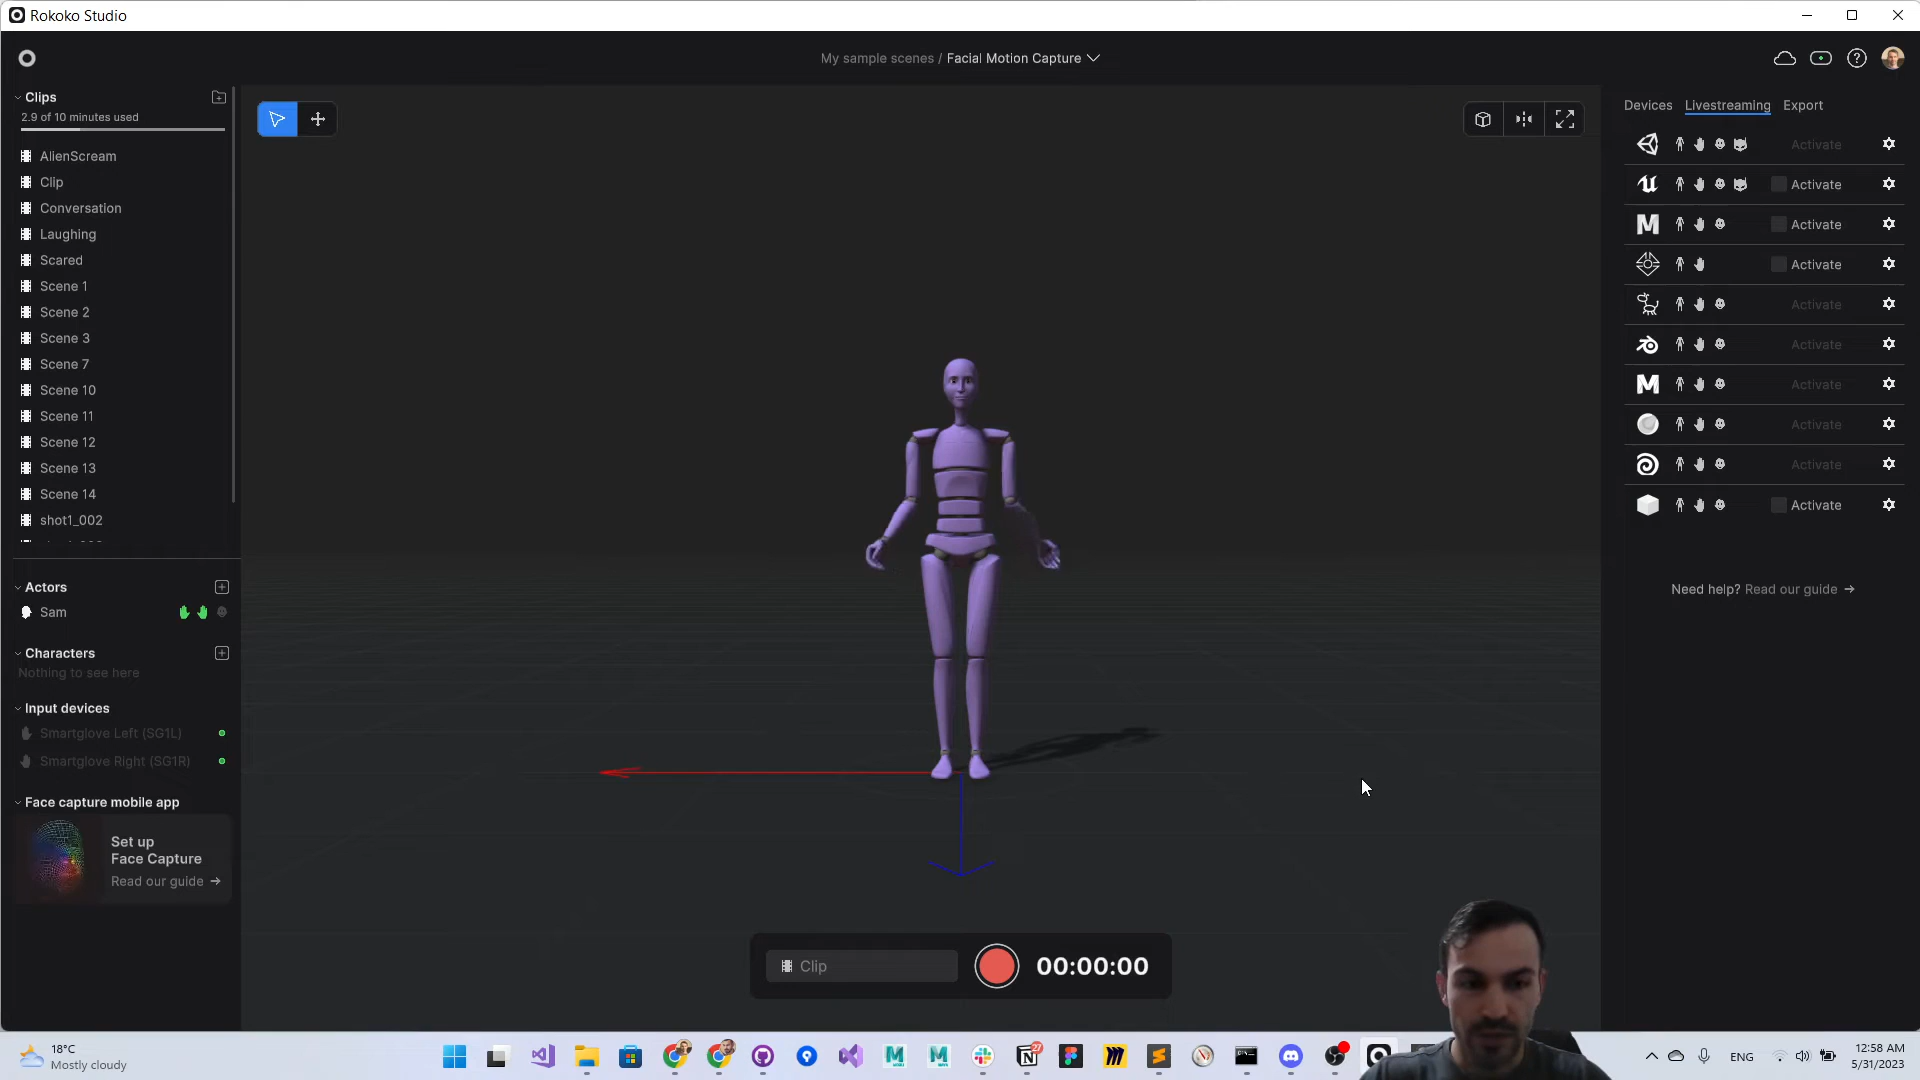 Rokoko Studio
My sample scenes / Facial Motion Capture
Clips
2.9 of 10 minutes used
AlienScream
Clip
Conversation
Laughing
Scared
Scene 1
Scene 2
Scene 3
Scene 7
Scene 10
Scene 11
Scene 12
Scene 13
Scene 14
shot1_002
Actors
Sam
Characters
Nothing to see here
Input devices
Smartglove Left (SG1L)
Smartglove Right (SG1R)
Face capture mobile app
Set up
Face Capture
Read our guide →
Clip
00:00:00
Devices Livestreaming Export
Activate
Activate
Activate
Activate
Activate
Activate
Activate
Activate
Activate
Activate
Need help? Read our guide →
18°C
Mostly cloudy
27
ENG
12:58 AM
5/31/2023